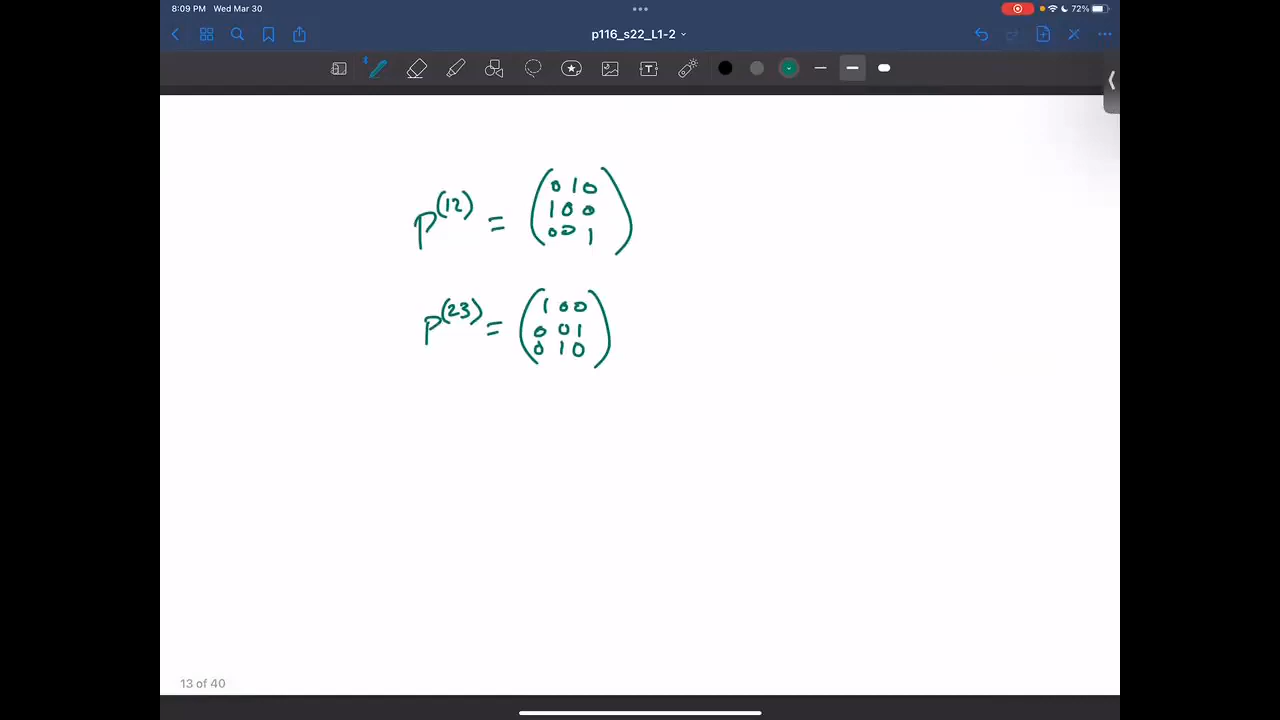 8:09 PM Wed Mar 30
72%
p116_s22_L1-2
P^(12) = (0 1 0
1 0 0
0 0 1)
P^(23) = (1 0 0
0 0 1
0 1 0)
13 of 40